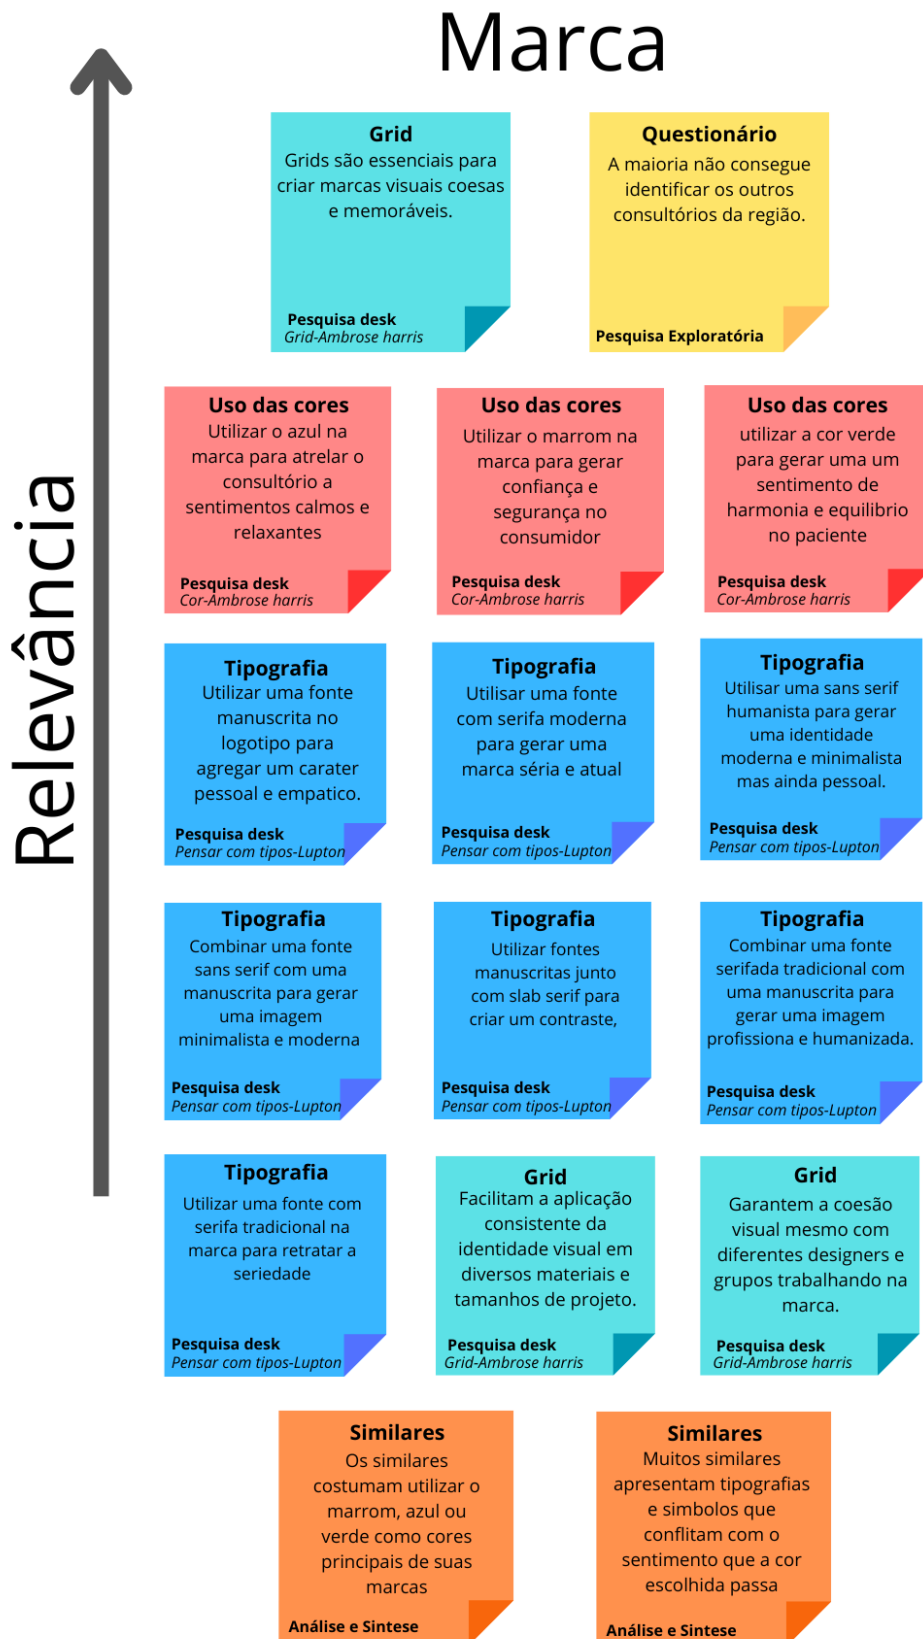 Marca
Relevância
Grid
Grids são essenciais para
criar marcas visuais coesas
e memoráveis.
Pesquisa desk
Grid-Ambrose harris
Questionário
A maioria não consegue
identificar os outros
consultórios da região.
Pesquisa Exploratória
Uso das cores
Utilizar o azul na
marca para atrelar o
consultório a
sentimentos calmos e
relaxantes
Pesquisa desk
Cor-Ambrose harris
Uso das cores
Utilizar o marrom na
marca para gerar
confiança e
segurança no
consumidor
Pesquisa desk
Cor-Ambrose harris
Uso das cores
utilizar a cor verde
para gerar uma um
sentimento de
harmonia e equilibrio
no paciente
Pesquisa desk
Cor-Ambrose harris
Tipografia
Utilizar uma fonte
manuscrita no
logotipo para
agregar um carater
pessoal e empatico.
Pesquisa desk
Pensar com tipos-Lupton
Tipografia
Utilisar uma fonte
com serifa moderna
para gerar uma
marca séria e atual
Pesquisa desk
Pensar com tipos-Lupton
Tipografia
Utilisar uma sans serif
humanista para gerar
uma identidade
moderna e minimalista
mas ainda pessoal.
Pesquisa desk
Pensar com tipos-Lupton
Tipografia
Combinar uma fonte
sans serif com uma
manuscrita para gerar
uma imagem
minimalista e moderna
Pesquisa desk
Pensar com tipos-Lupton
Tipografia
Utilizar fontes
manuscritas junto
com slab serif para
criar um contraste,
Pesquisa desk
Pensar com tipos-Lupton
Tipografia
Combinar uma fonte
serifada tradicional com
uma manuscrita para
gerar uma imagem
profissiona e humanizada.
Pesquisa desk
Pensar com tipos-Lupton
Tipografia
Utilizar uma fonte com
serifa tradicional na
marca para retratar a
seriedade
Pesquisa desk
Pensar com tipos-Lupton
Grid
Facilitam a aplicação
consistente da
identidade visual em
diversos materiais e
tamanhos de projeto.
Pesquisa desk
Grid-Ambrose harris
Grid
Garantem a coesão
visual mesmo com
diferentes designers e
grupos trabalhando na
marca.
Pesquisa desk
Grid-Ambrose harris
Similares
Os similares
costumam utilizar o
marrom, azul ou
verde como cores
principais de suas
marcas
Análise e Sintese
Similares
Muitos similares
apresentam tipografias
e simbolos que
conflitam com o
sentimento que a cor
escolhida passa
Análise e Sintese